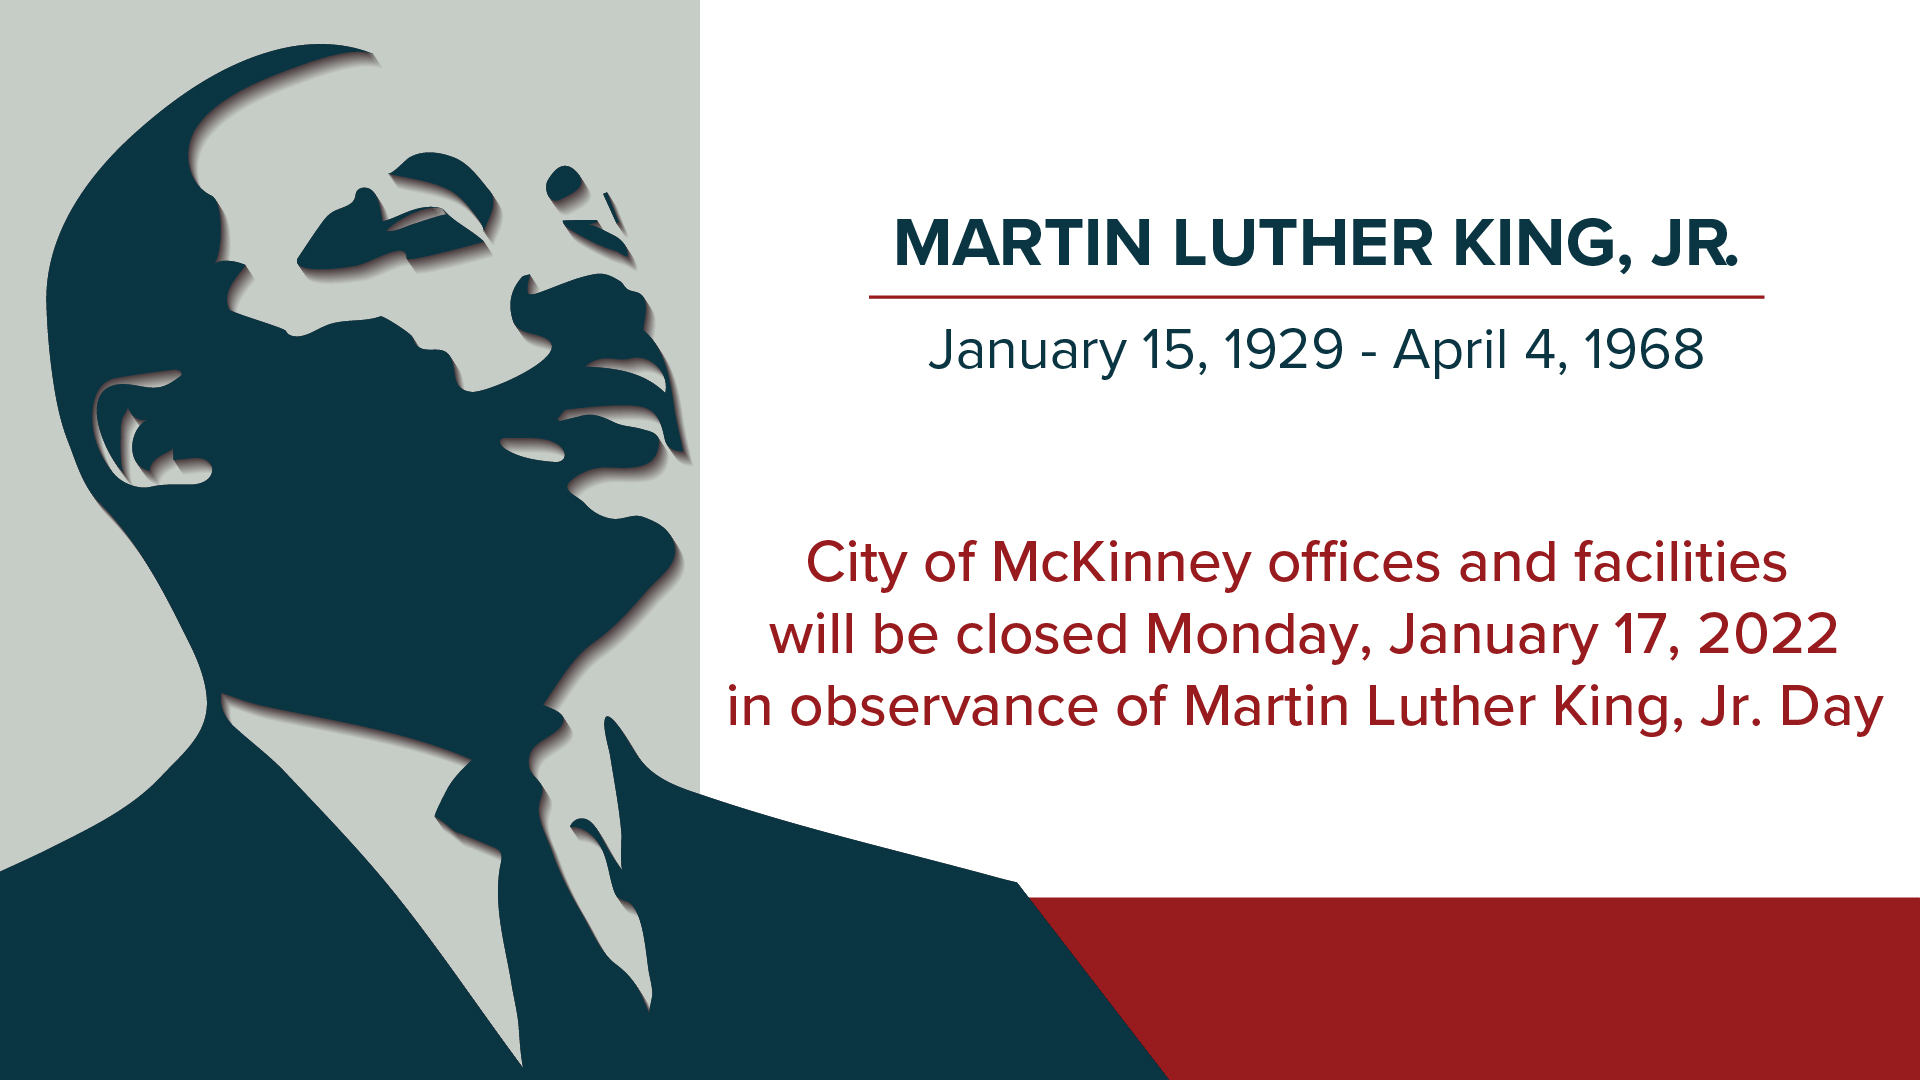 MARTIN LUTHER KING, JR.
January 15, 1929 - April 4, 1968
City of McKinney offices and facilities
will be closed Monday, January 17, 2022
in observance of Martin Luther King, Jr. Day